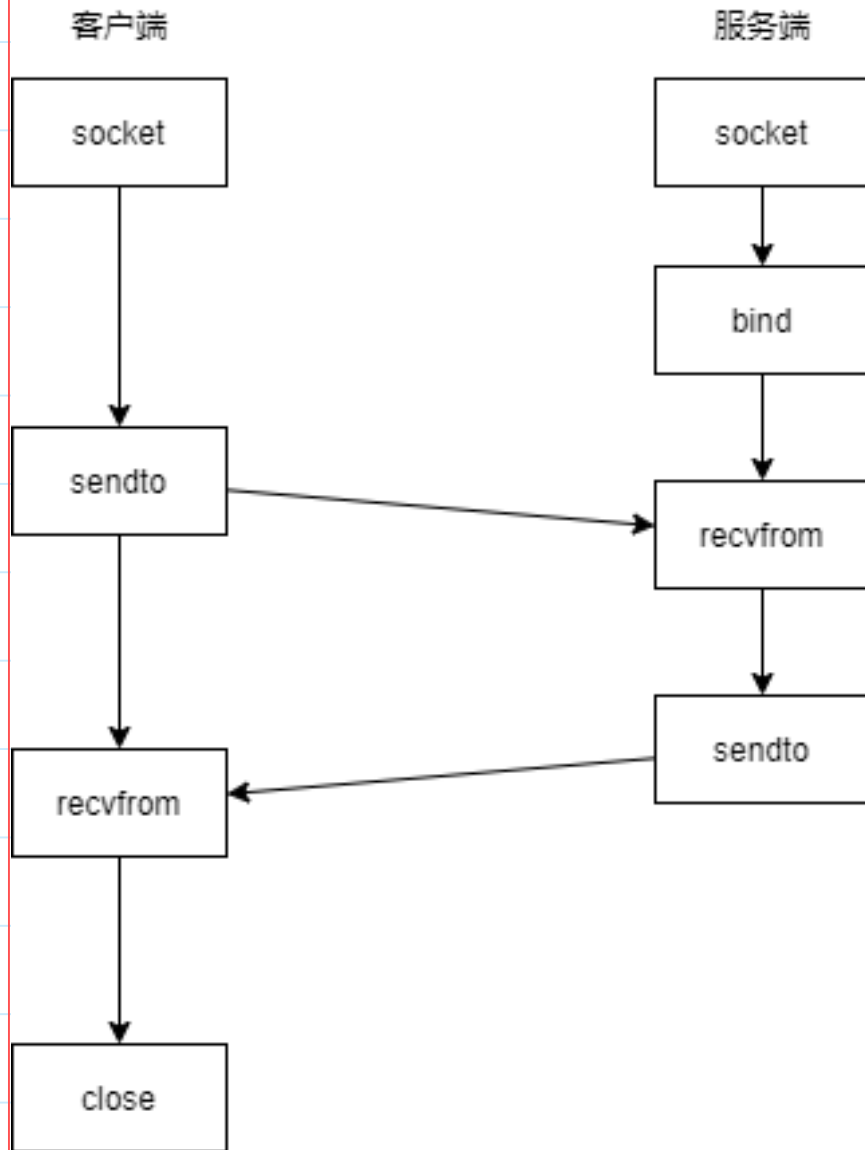 客户端
服务端
socket
socket
bind
sendto
recvfrom
sendto
recvfrom
close